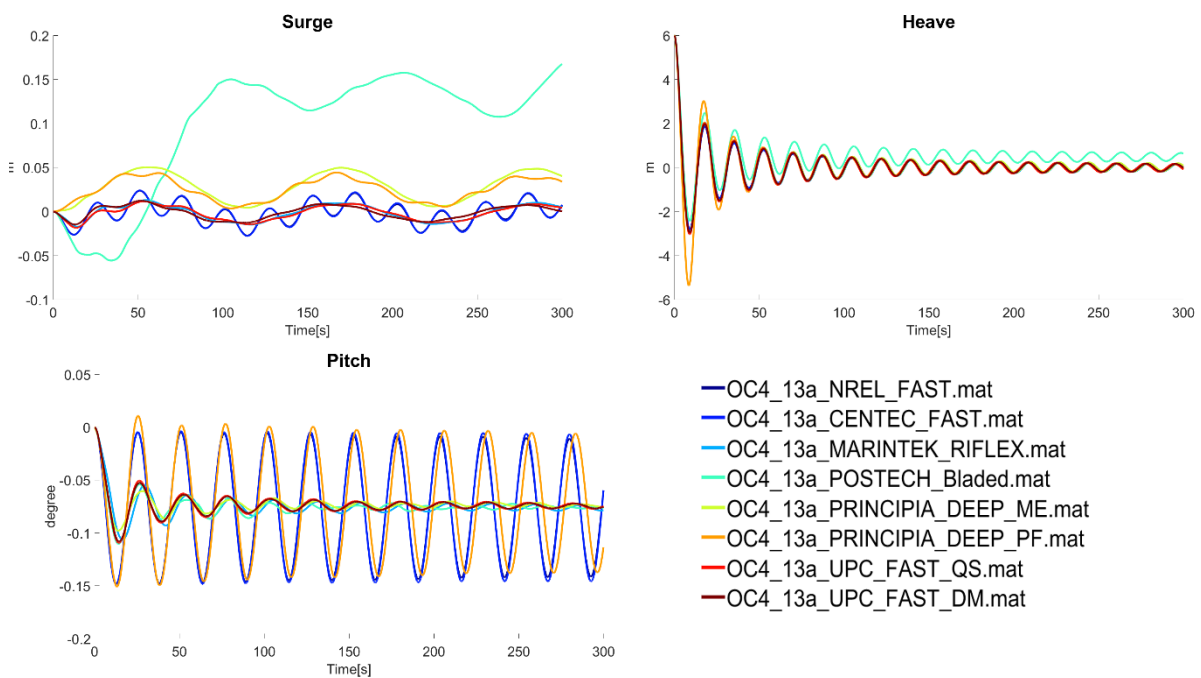 Surge
0.2
0.15
0.1
0.05
0
-0.05
-0.1
m
0 50 100 150 200 250 300
Time[s]
Heave
6
4
2
0
-2
-4
-6
m
0 50 100 150 200 250 300
Time[s]
Pitch
0.05
0
-0.05
-0.1
-0.15
-0.2
degree
0 50 100 150 200 250 300
Time[s]
OC4_13a_NREL_FAST.mat
OC4_13a_CENTEC_FAST.mat
OC4_13a_MARINTEK_RIFLEX.mat
OC4_13a_POSTECH_Bladed.mat
OC4_13a_PRINCIPIA_DEEP_ME.mat
OC4_13a_PRINCIPIA_DEEP_PF.mat
OC4_13a_UPC_FAST_QS.mat
OC4_13a_UPC_FAST_DM.mat